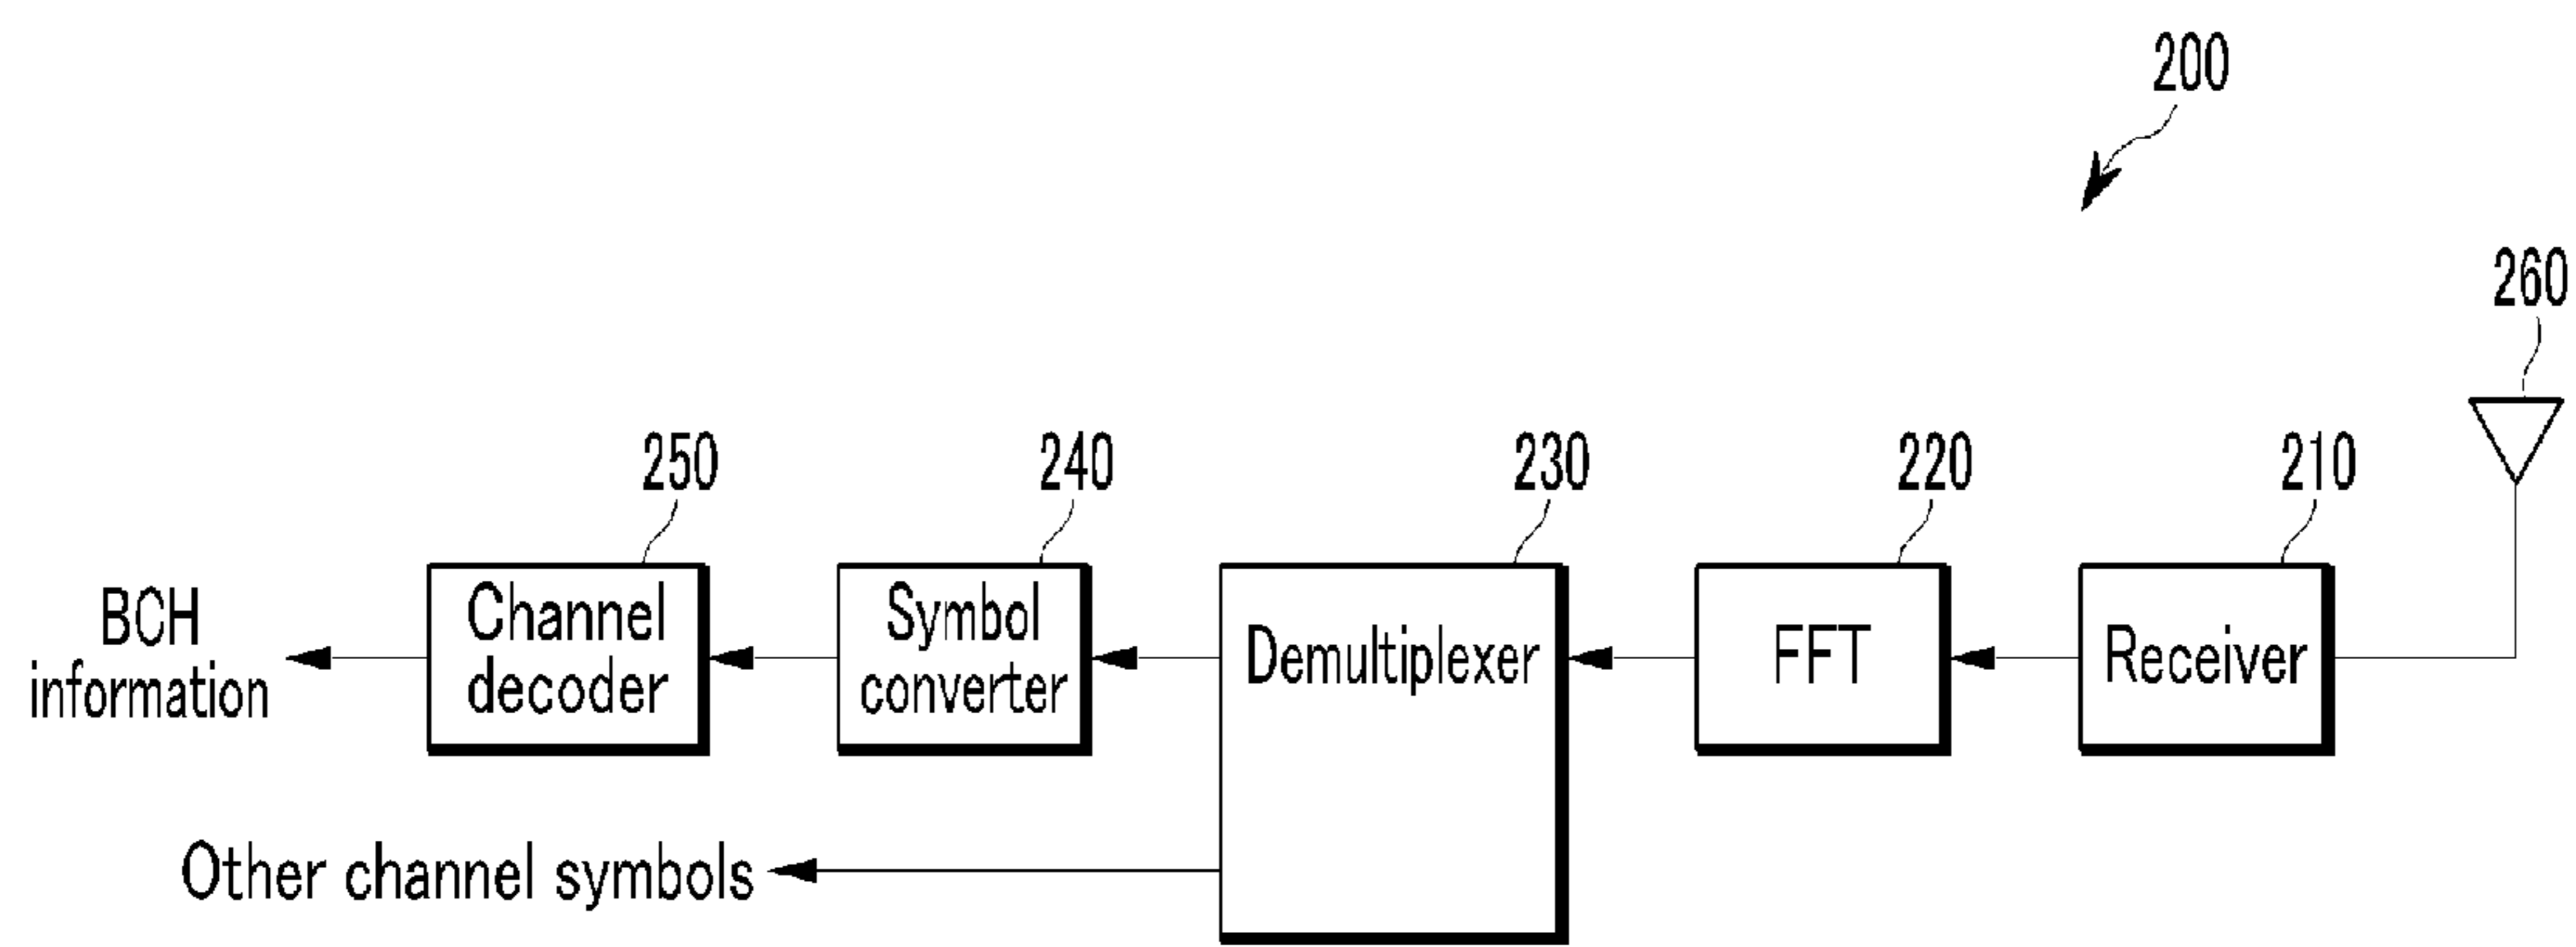 200
260
250
240
230
220
210
BCH
information
Channel
decoder
Symbol
converter
Demultiplexer
FFT
Receiver
Other channel symbols